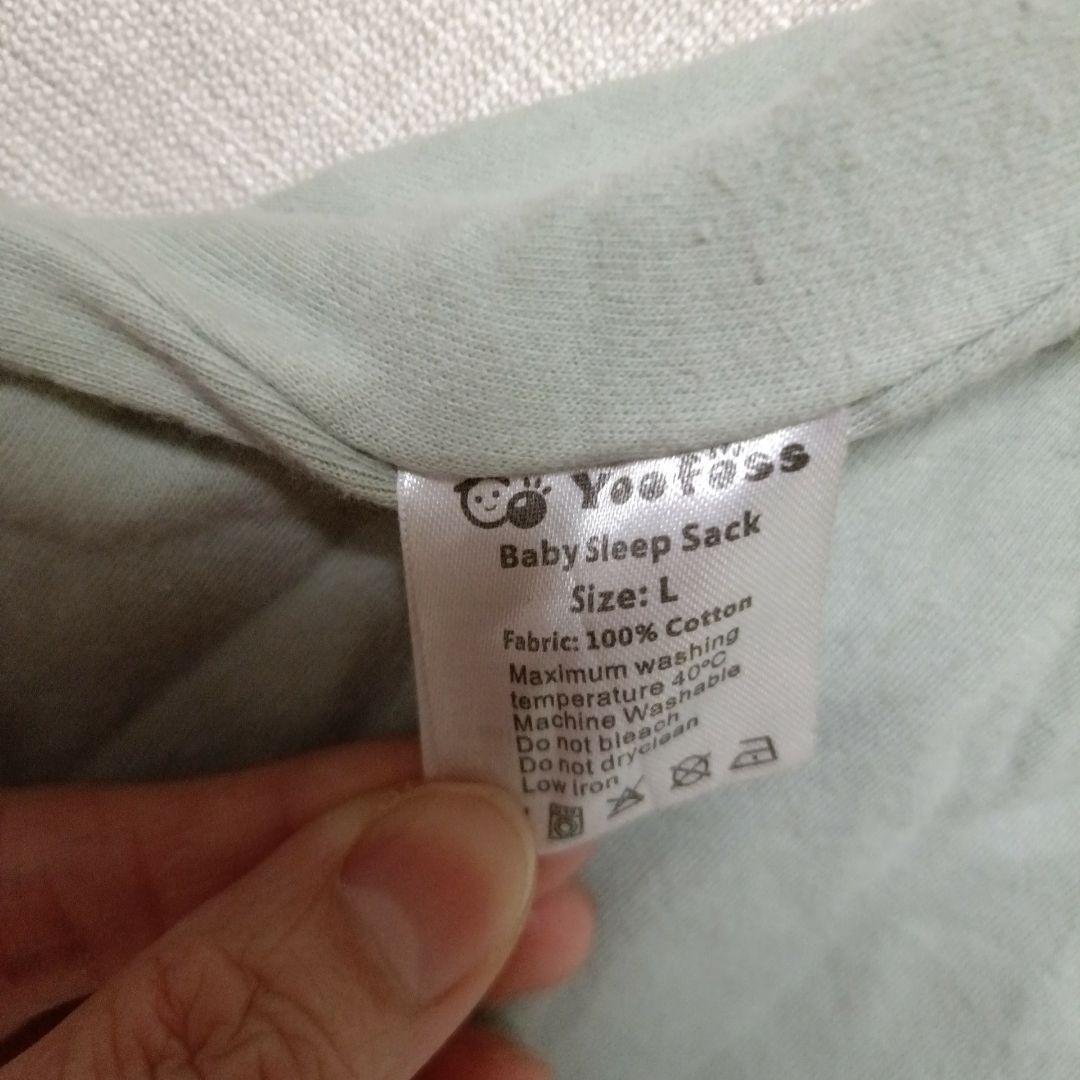 YooFoss
Baby Sleep Sack
Size: L
Fabric: 100% Cotton
Maximum washing
temperature 40°C
Machine Washable
Do not bleach
Do not dryclean
Low Iron